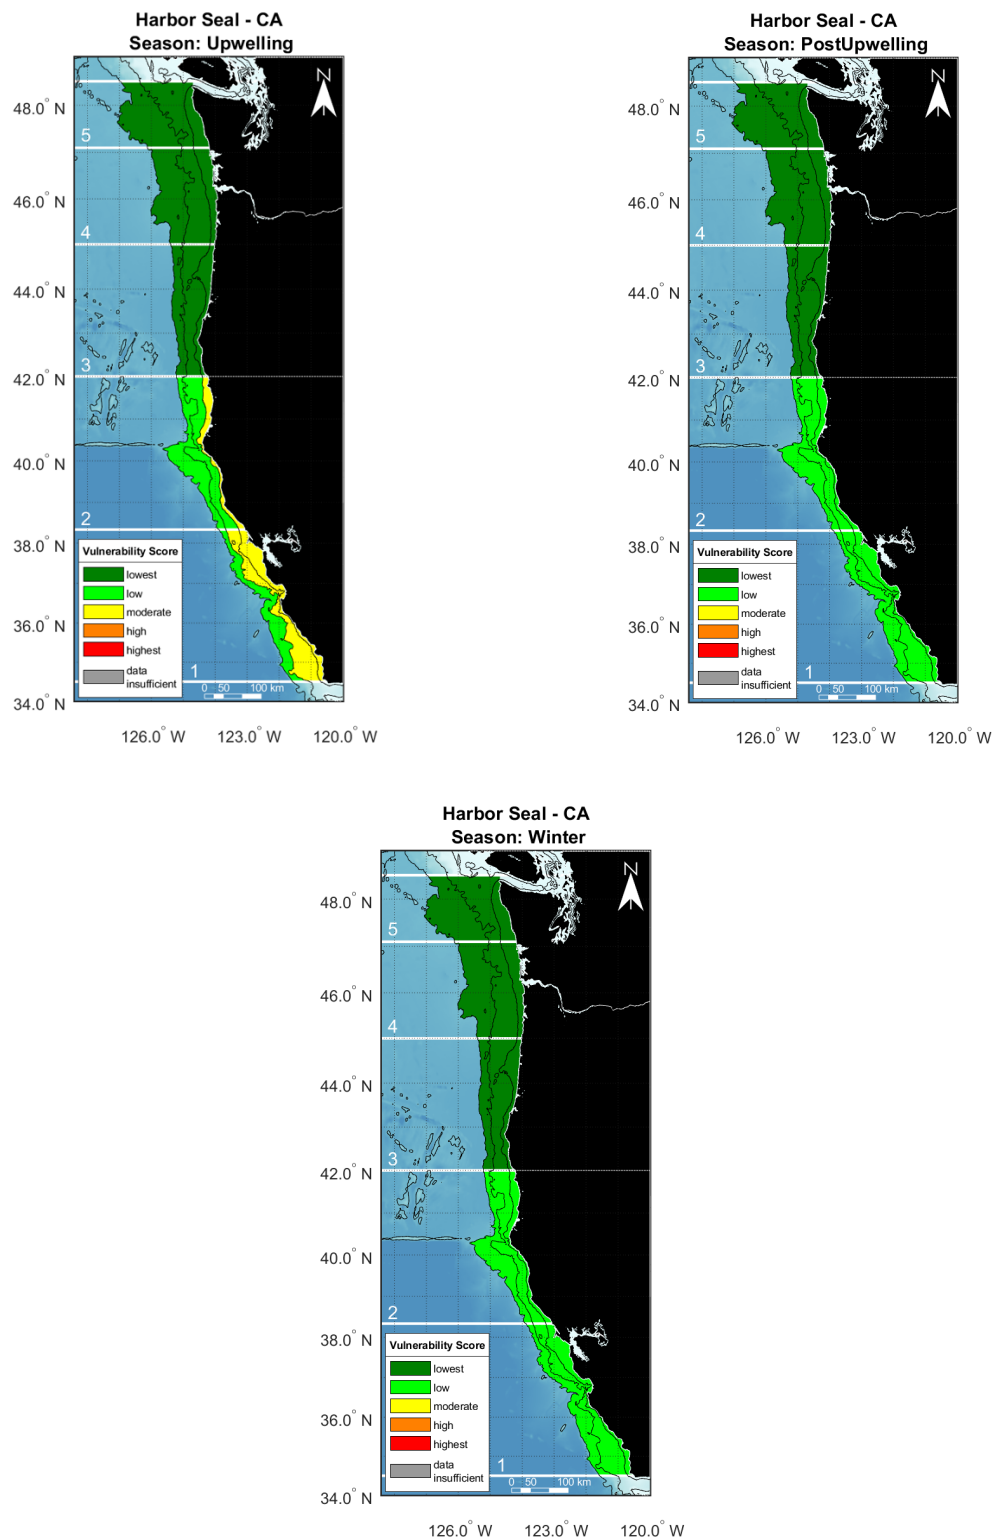 Harbor Seal - CA
Season: Upwelling
N
48.0° N
5
46.0° N
4
44.0° N
3
42.0° N
40.0° N
2
38.0° N
Vulnerability Score
lowest
low
moderate
36.0° N
high
highest
data
insufficient
1
0 50 100 km
34.0° N
126.0° W 123.0° W 120.0° W
Harbor Seal - CA
Season: PostUpwelling
N
48.0° N
5
46.0° N
4
44.0° N
3
42.0° N
40.0° N
2
38.0° N
Vulnerability Score
lowest
low
moderate
36.0° N
high
highest
data
insufficient
1
0 50 100 km
34.0° N
126.0° W 123.0° W 120.0° W
Harbor Seal - CA
Season: Winter
N
48.0° N
5
46.0° N
4
44.0° N
3
42.0° N
40.0° N
2
38.0° N
Vulnerability Score
lowest
low
moderate
36.0° N
high
highest
data
insufficient
1
0 50 100 km
34.0° N
126.0° W 123.0° W 120.0° W